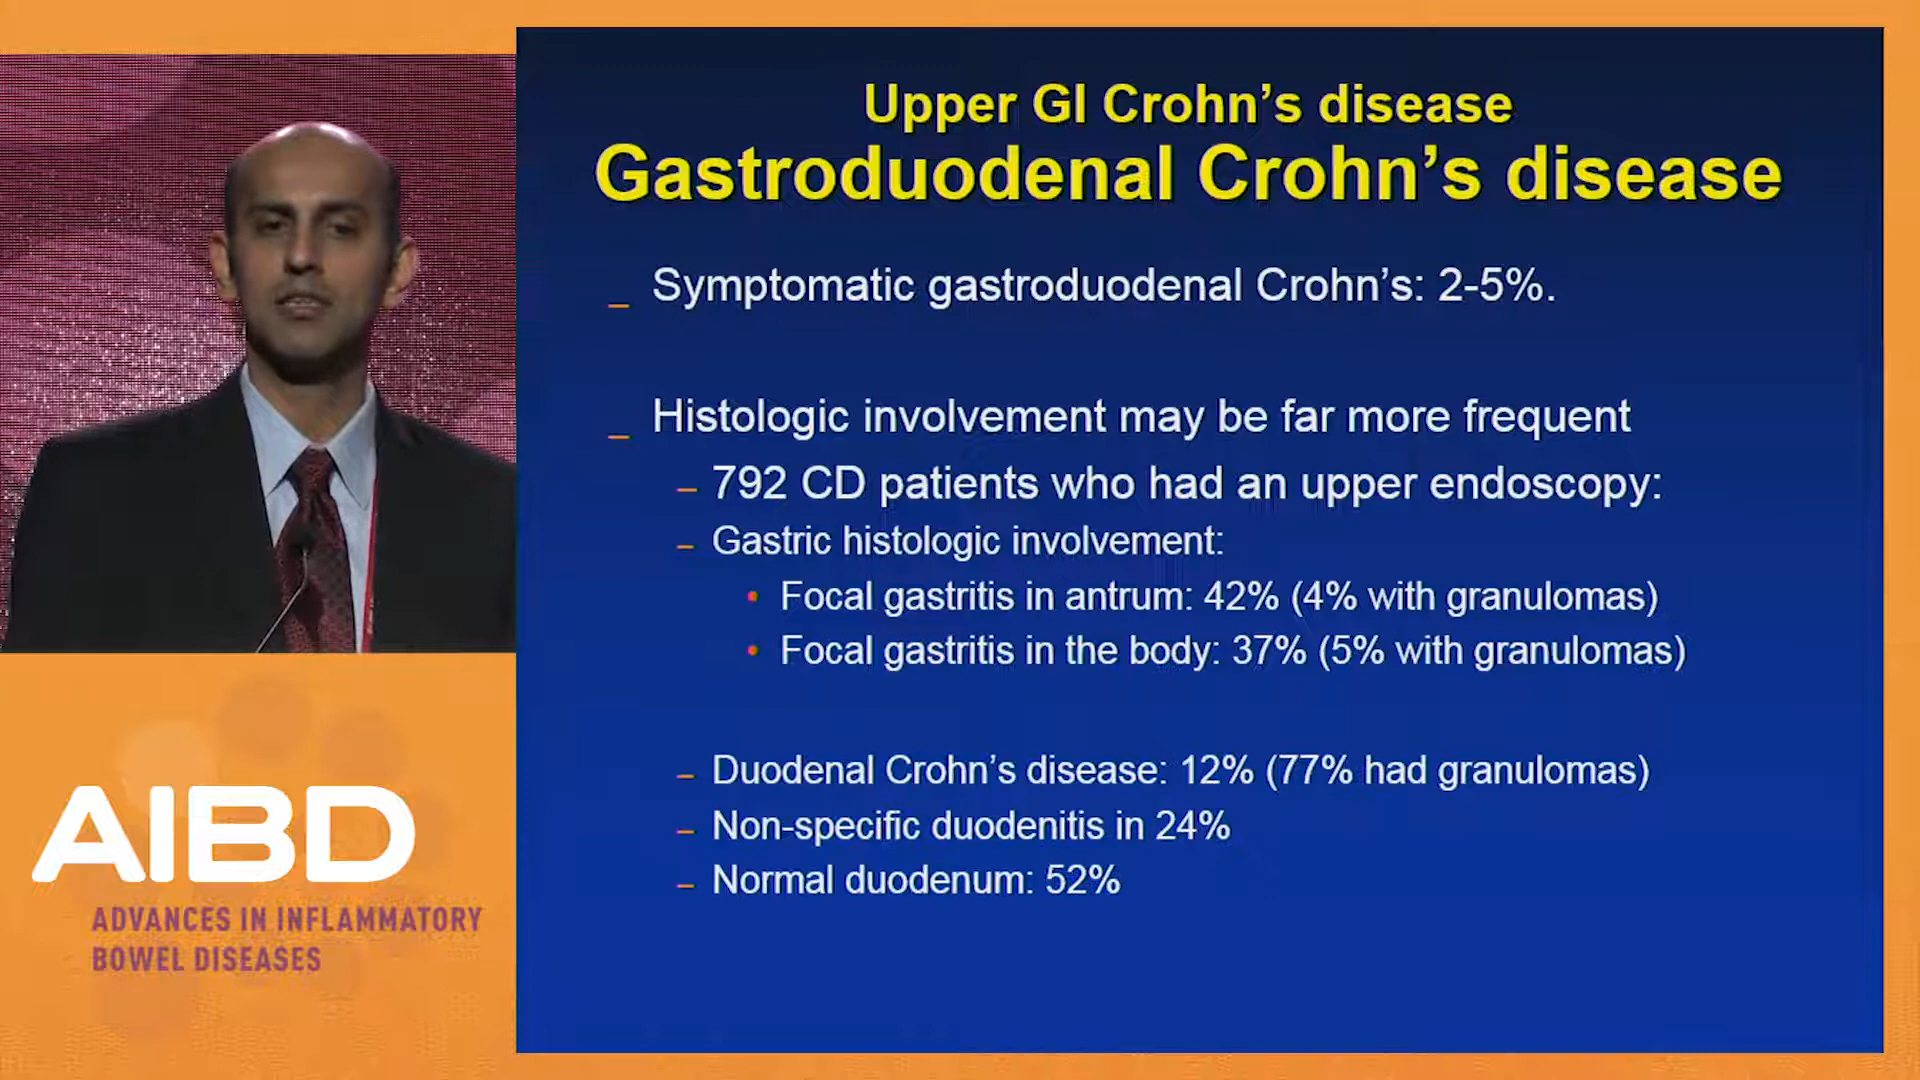 Upper GI Crohn's disease
Gastroduodenal Crohn's disease
_ Symptomatic gastroduodenal Crohn's: 2-5%.
_ Histologic involvement may be far more frequent
– 792 CD patients who had an upper endoscopy:
– Gastric histologic involvement:
• Focal gastritis in antrum: 42% (4% with granulomas)
• Focal gastritis in the body: 37% (5% with granulomas)
– Duodenal Crohn's disease: 12% (77% had granulomas)
– Non-specific duodenitis in 24%
– Normal duodenum: 52%
AIBD
ADVANCES IN INFLAMMATORY
BOWEL DISEASES